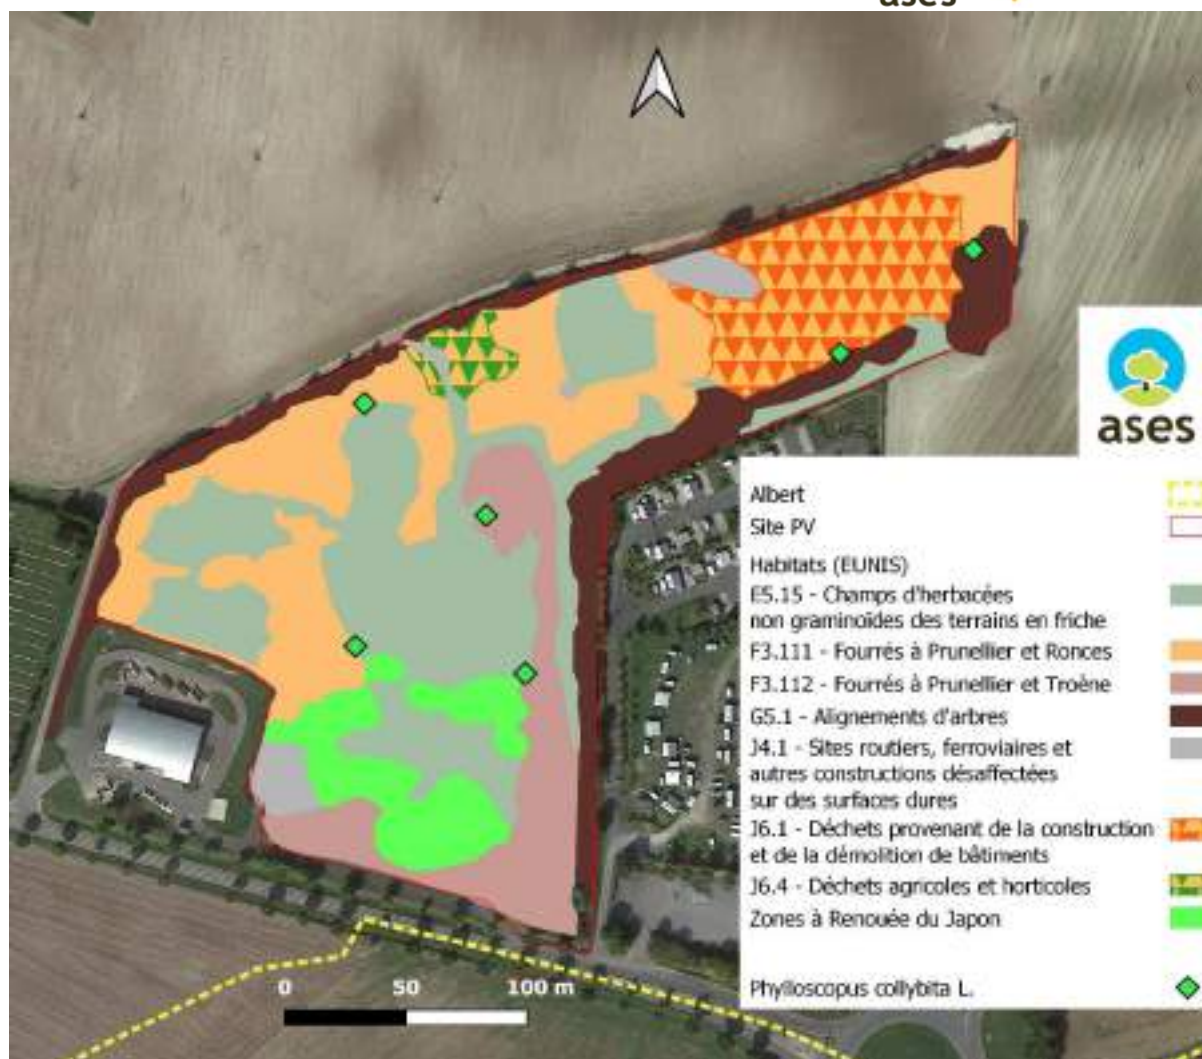 ases
ases
Albert
Site PV
Habitats (EUNIS)
E5.15 - Champs d'herbacées
non graminoïdes des terrains en friche
F3.111 - Fourrés à Prunellier et Ronces
F3.112 - Fourrés à Prunellier et Troène
G5.1 - Alignements d'arbres
J4.1 - Sites routiers, ferroviaires et
autres constructions désaffectées
sur des surfaces dures
J6.1 - Déchets provenant de la construction
et de la démolition de bâtiments
J6.4 - Déchets agricoles et horticoles
Zones à Renouée du Japon
Phylloscopus collybita L.
0 50 100 m